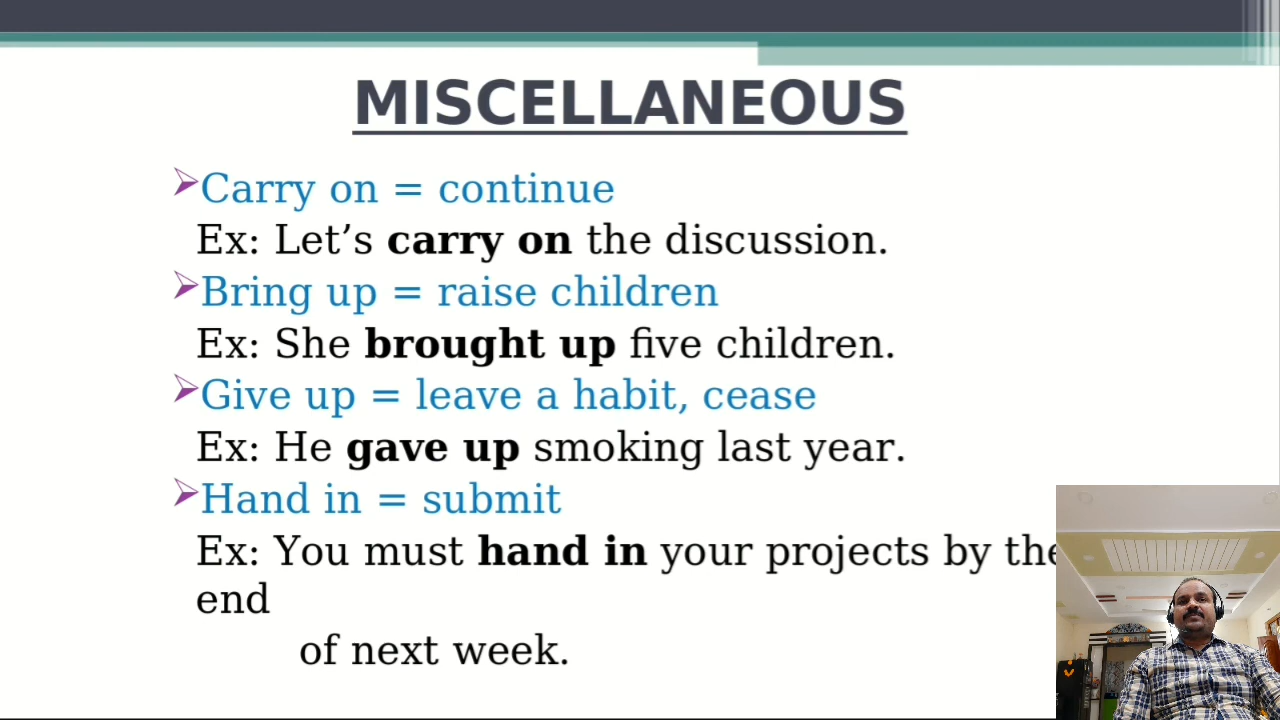 MISCELLANEOUS
➢Carry on = continue
Ex: Let’s carry on the discussion.
➢Bring up = raise children
Ex: She brought up five children.
➢Give up = leave a habit, cease
Ex: He gave up smoking last year.
➢Hand in = submit
Ex: You must hand in your projects by the
end
of next week.